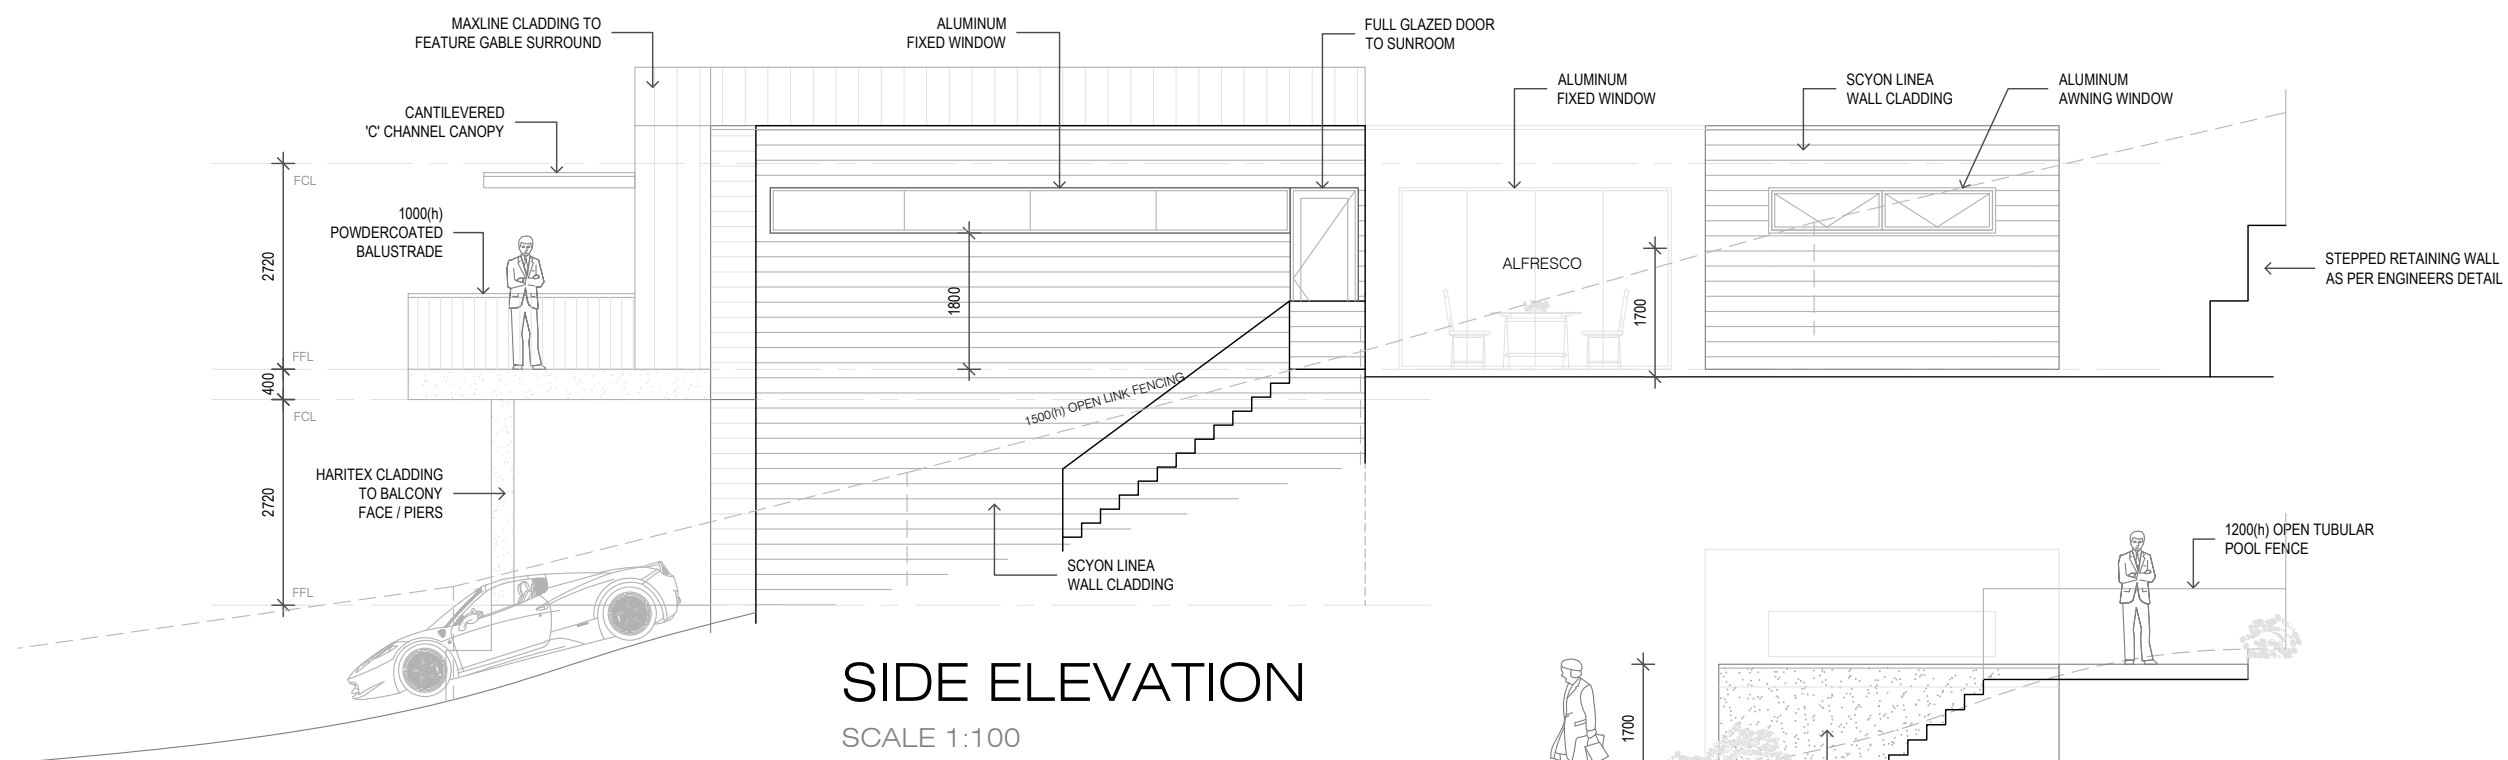 MAXLINE CLADDING TO
FEATURE GABLE SURROUND
ALUMINUM
FIXED WINDOW
FULL GLAZED DOOR
TO SUNROOM
ALUMINUM
FIXED WINDOW
SCYON LINEA
WALL CLADDING
ALUMINUM
AWNING WINDOW
CANTILEVERED
'C' CHANNEL CANOPY
FCL
1000(h)
POWDERCOATED
BALUSTRADE
2720
ALFRESCO
STEPPED RETAINING WALL
AS PER ENGINEERS DETAIL
1800
1700
FFL
400
FCL
1500(h) OPEN LINK FENCING
HARITEX CLADDING
TO BALCONY
FACE / PIERS
2720
FFL
SCYON LINEA
WALL CLADDING
1200(h) OPEN TUBULAR
POOL FENCE
SIDE ELEVATION
SCALE 1:100
1700